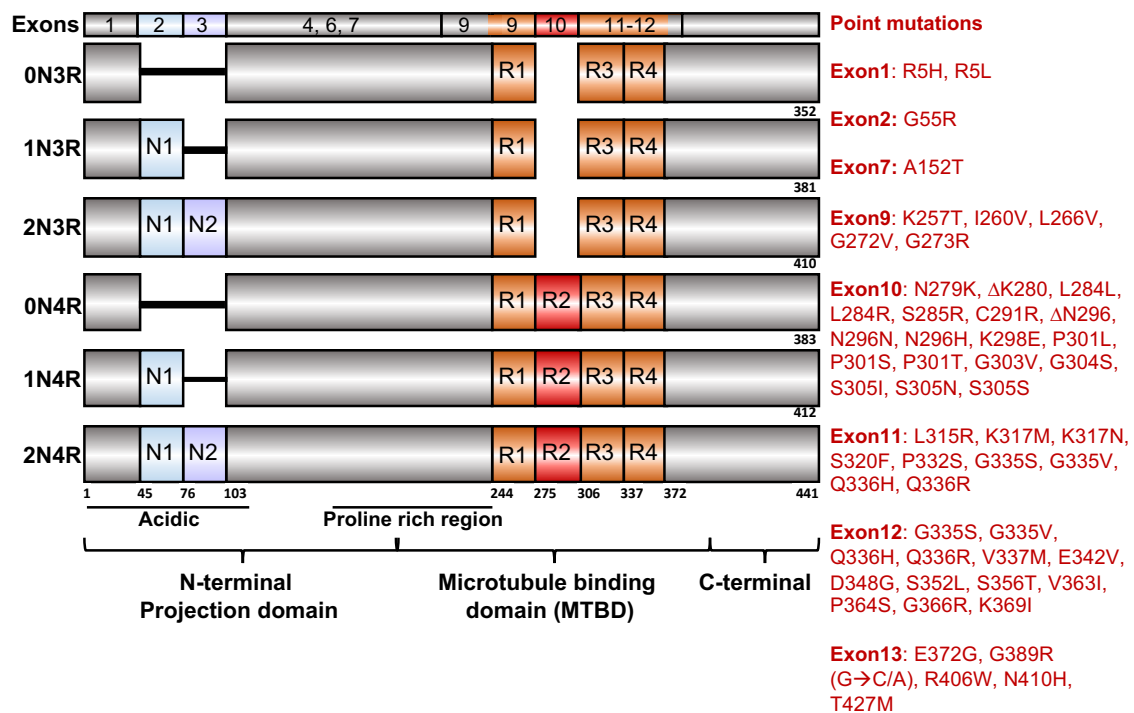 Exons 1 2 3 4, 6, 7 9 9 10 11-12
0N3R R1 R3 R4
352
1N3R N1 R1 R3 R4
381
2N3R N1 N2 R1 R3 R4
410
0N4R R1 R2 R3 R4
383
1N4R N1 R1 R2 R3 R4
412
2N4R N1 N2 R1 R2 R3 R4
1 45 76 103 244 275 306 337 372 441
Acidic Proline rich region
N-terminal
Projection domain
Microtubule binding
domain (MTBD)
C-terminal
Point mutations
Exon1: R5H, R5L
Exon2: G55R
Exon7: A152T
Exon9: K257T, I260V, L266V,
G272V, G273R
Exon10: N279K, ΔK280, L284L,
L284R, S285R, C291R, ΔN296,
N296N, N296H, K298E, P301L,
P301S, P301T, G303V, G304S,
S305I, S305N, S305S
Exon11: L315R, K317M, K317N,
S320F, P332S, G335S, G335V,
Q336H, Q336R
Exon12: G335S, G335V,
Q336H, Q336R, V337M, E342V,
D348G, S352L, S356T, V363I,
P364S, G366R, K369I
Exon13: E372G, G389R
(G→C/A), R406W, N410H,
T427M